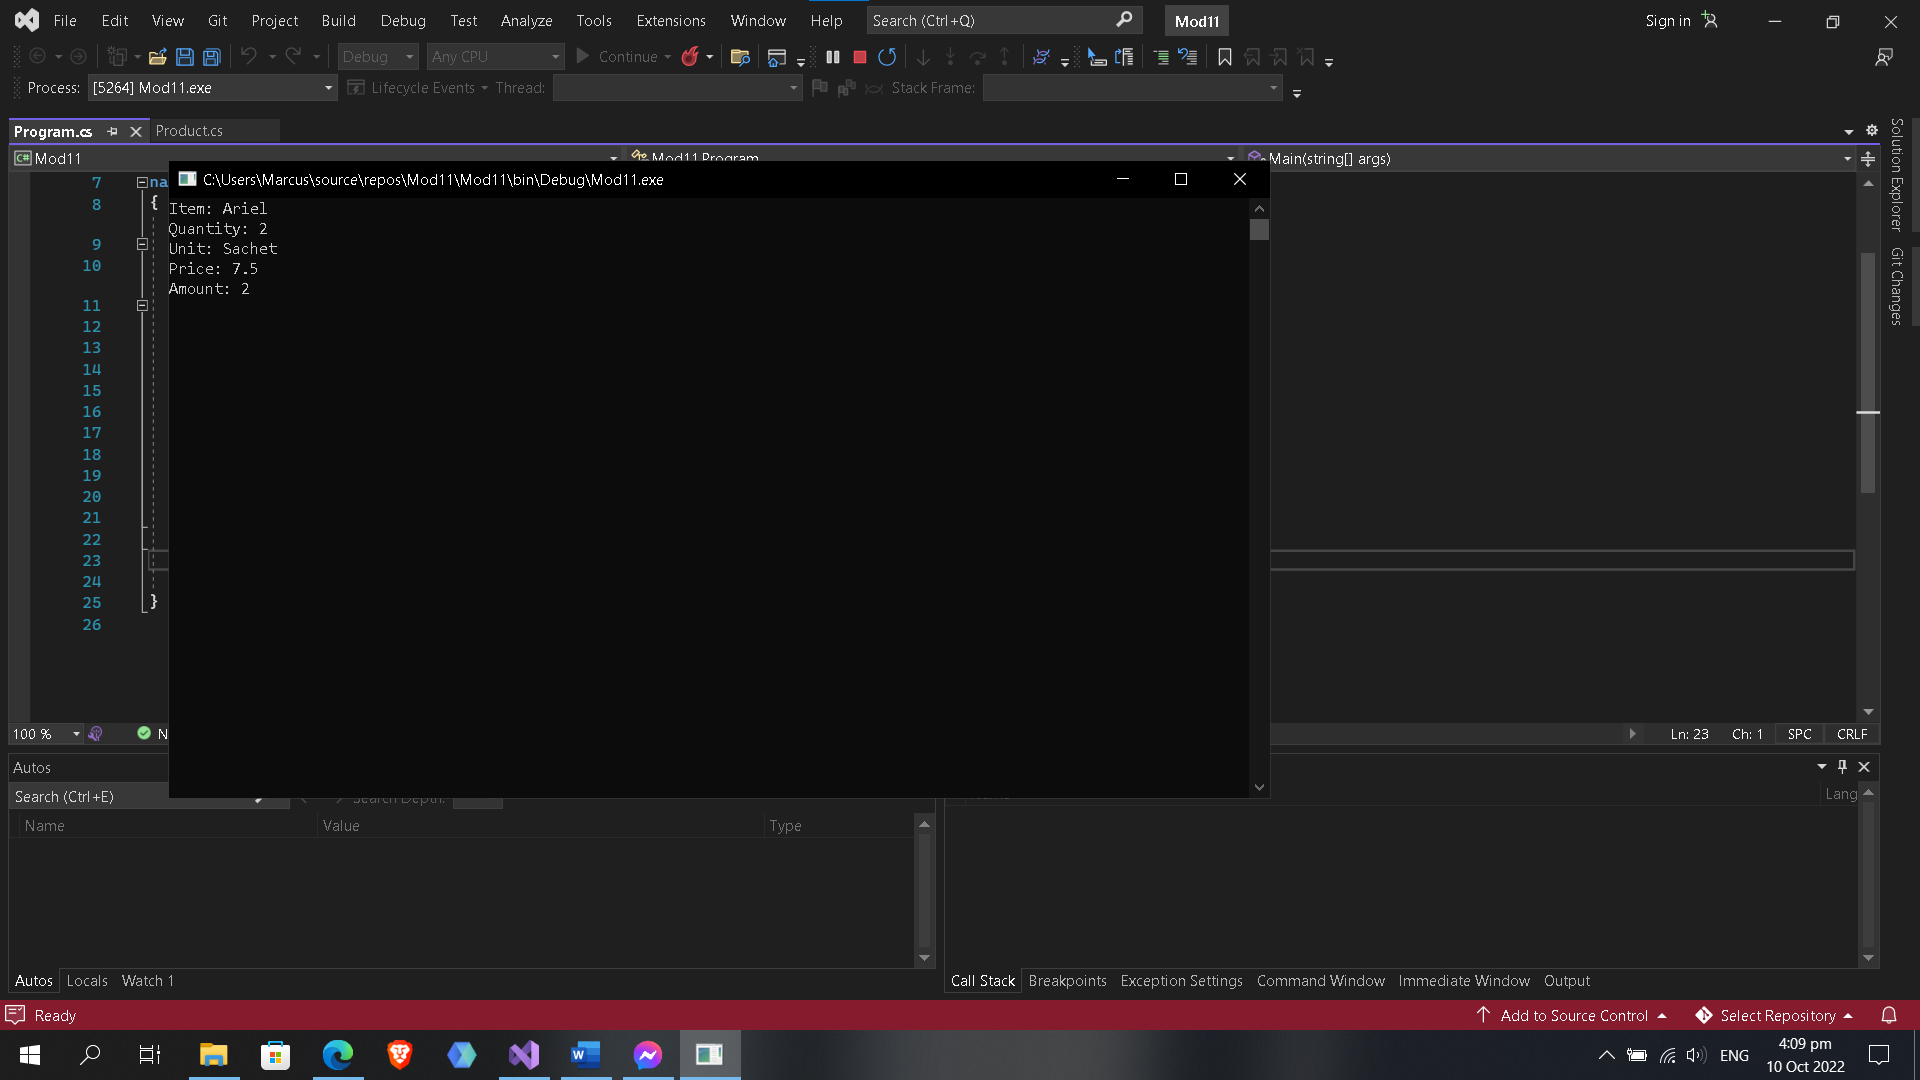 File Edit View Git Project Build Debug Test Analyze Tools Extensions Window Help Search (Ctrl+Q) Mod11 Sign in
Debug Any CPU Continue
Process: [5264] Mod11.exe Lifecycle Events Thread: Stack Frame:
Program.cs Product.cs
Mod11 Mod11.Program Main(string[] args)
C:\Users\Marcus\source\repos\Mod11\Mod11\bin\Debug\Mod11.exe
Item: Ariel
Quantity: 2
Unit: Sachet
Price: 7.5
Amount: 2
7 na
8 {
9
10
11
12
13
14
15
16
17
18
19
20
21
22
23
24
25 }
26
Solution Explorer
Git Changes
100 % N Ln: 23 Ch: 1 SPC CRLF
Autos
Search (Ctrl+E) Search Depth:
Name Value Type
Name Lang
Autos Locals Watch 1
Call Stack Breakpoints Exception Settings Command Window Immediate Window Output
Ready Add to Source Control Select Repository
ENG
4:09 pm
10 Oct 2022